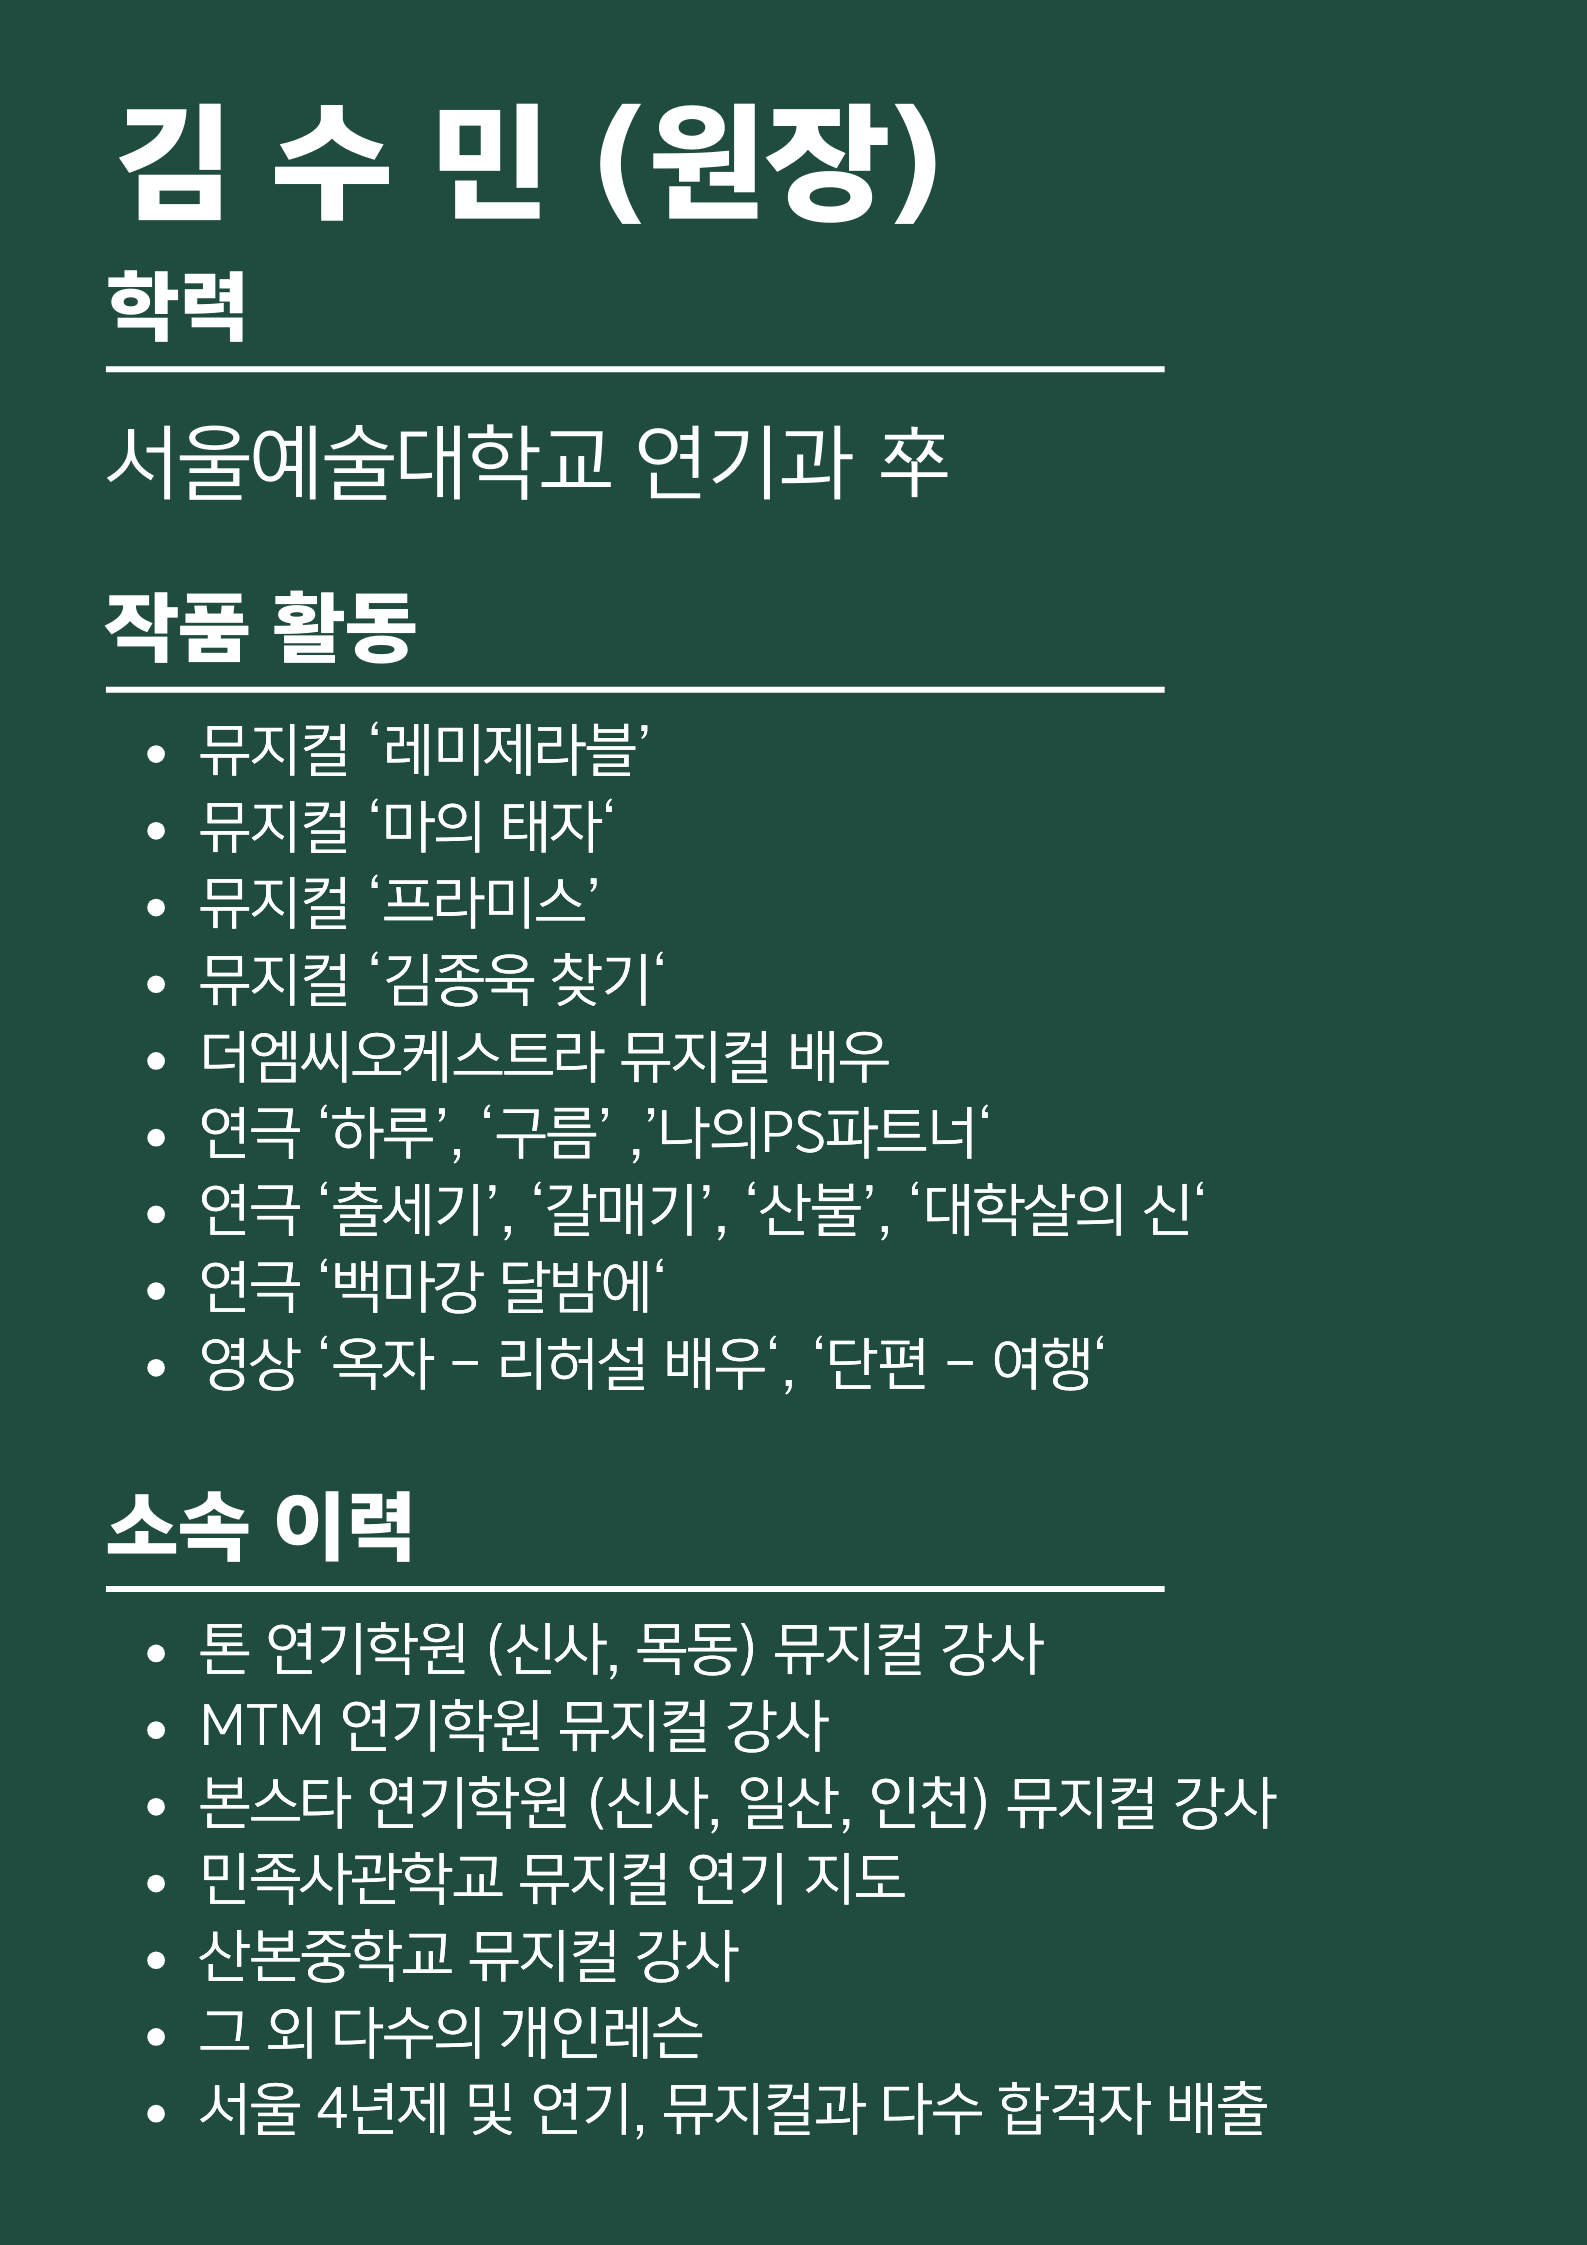 김 수 민 (원장)
학력
서울예술대학교 연기과 卒
작품 활동
• 뮤지컬 ‘레미제라블’
• 뮤지컬 ‘마의 태자‘
• 뮤지컬 ‘프라미스’
• 뮤지컬 ‘김종욱 찾기‘
• 더엠씨오케스트라 뮤지컬 배우
• 연극 ‘하루’, ‘구름’ ,’나의PS파트너‘
• 연극 ‘출세기’, ‘갈매기’, ‘산불’, ‘대학살의 신‘
• 연극 ‘백마강 달밤에‘
• 영상 ‘옥자 - 리허설 배우‘, ‘단편 - 여행‘
소속 이력
• 톤 연기학원 (신사, 목동) 뮤지컬 강사
• MTM 연기학원 뮤지컬 강사
• 본스타 연기학원 (신사, 일산, 인천) 뮤지컬 강사
• 민족사관학교 뮤지컬 연기 지도
• 산본중학교 뮤지컬 강사
• 그 외 다수의 개인레슨
• 서울 4년제 및 연기, 뮤지컬과 다수 합격자 배출